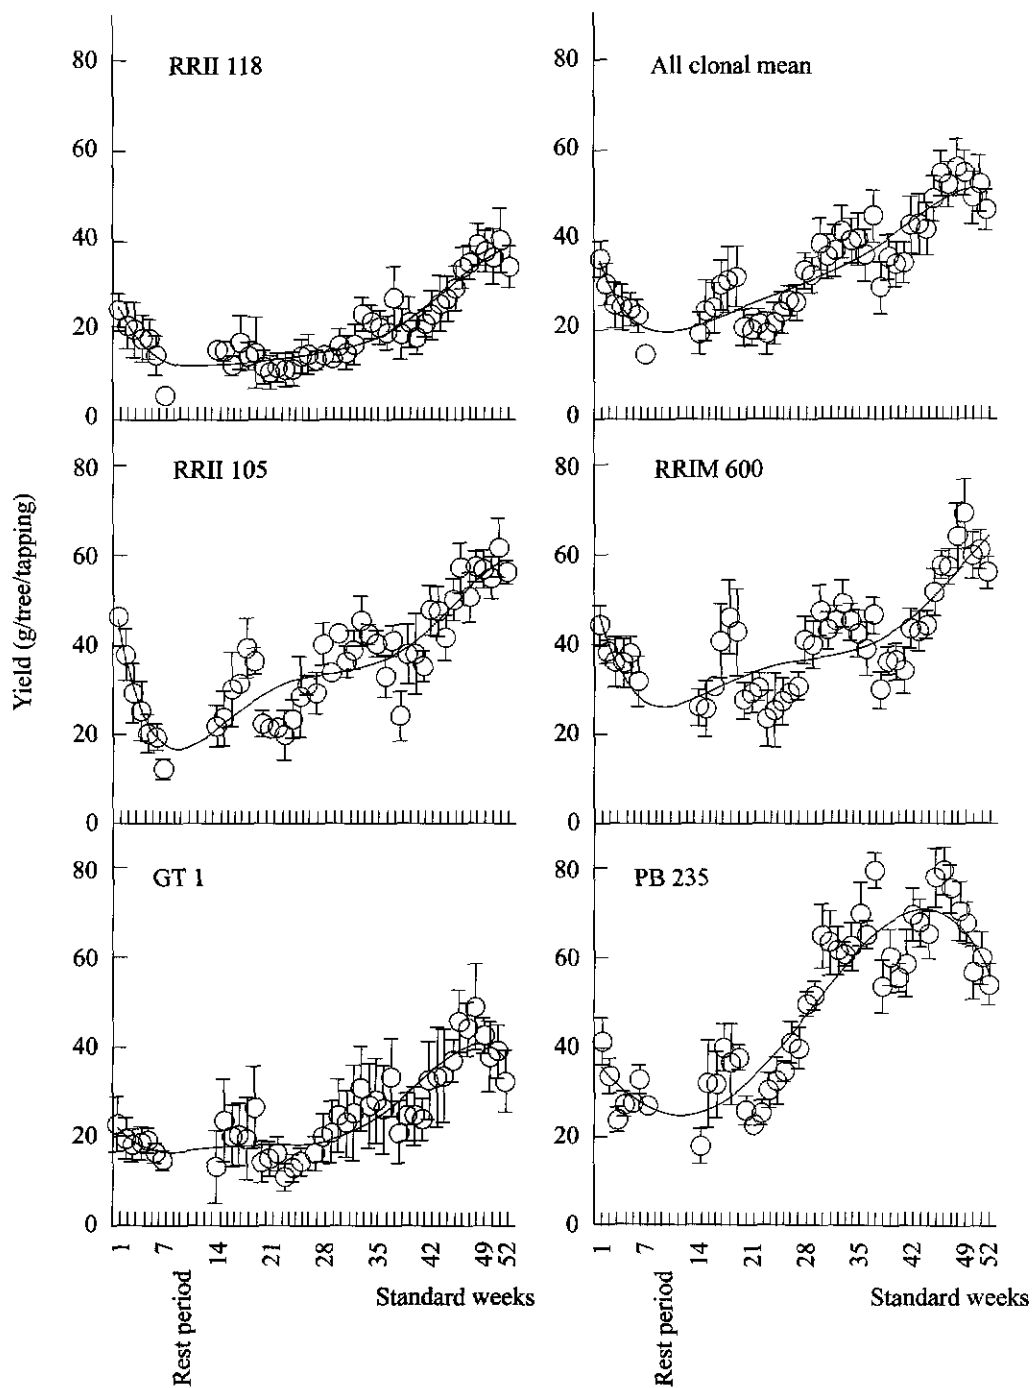 80
60
40
20
0
RRII 118
All clonal mean
Yield (g/tree/tapping)
80
60
40
20
0
RRII 105
RRIM 600
80
60
40
20
0
GT 1
80
60
40
20
0
PB 235
80
60
40
20
0
80
60
40
20
0
1 7 14 21 28 35 42 49 52
Rest period
Standard weeks
1 7 14 21 28 35 42 49 52
Rest period
Standard weeks